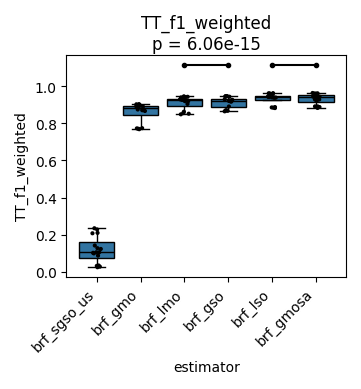 TT_f1_weighted
p = 6.06e-15
TT_f1_weighted
1.0
0.8
0.6
0.4
0.2
0.0
brf_sgso_us
brf_gmo
brf_lmo
brf_gso
brf_lso
brf_gmosa
estimator